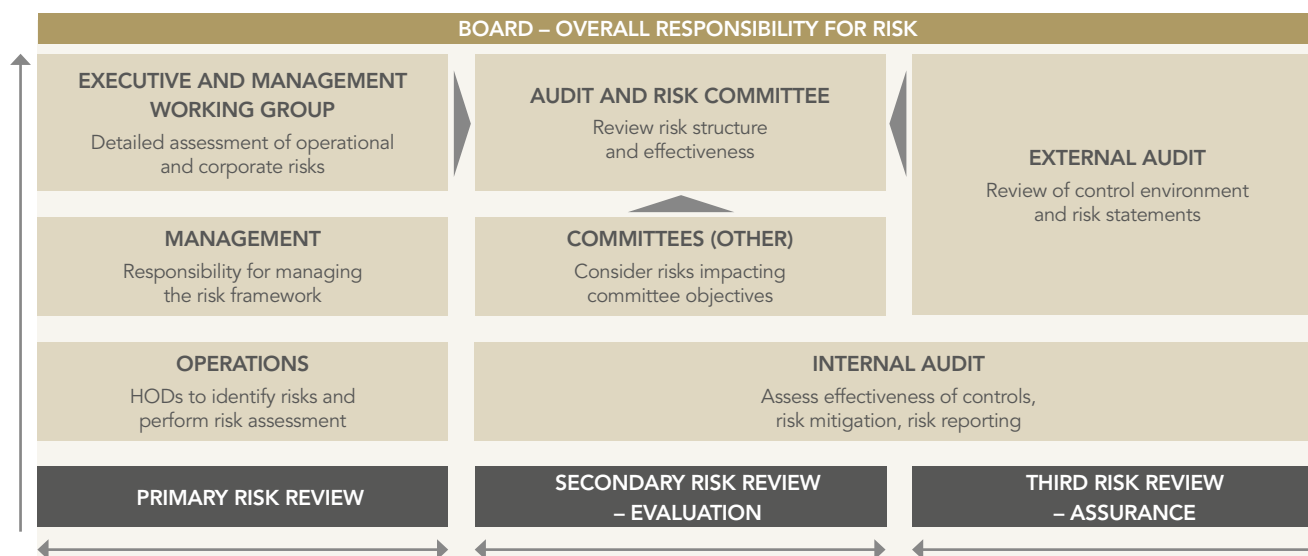 BOARD – OVERALL RESPONSIBILITY FOR RISK
EXECUTIVE AND MANAGEMENT
WORKING GROUP
Detailed assessment of operational
and corporate risks
AUDIT AND RISK COMMITTEE
Review risk structure
and effectiveness
EXTERNAL AUDIT
Review of control environment
and risk statements
MANAGEMENT
Responsibility for managing
the risk framework
COMMITTEES (OTHER)
Consider risks impacting
committee objectives
OPERATIONS
HODs to identify risks and
perform risk assessment
INTERNAL AUDIT
Assess effectiveness of controls,
risk mitigation, risk reporting
PRIMARY RISK REVIEW
SECONDARY RISK REVIEW
– EVALUATION
THIRD RISK REVIEW
– ASSURANCE